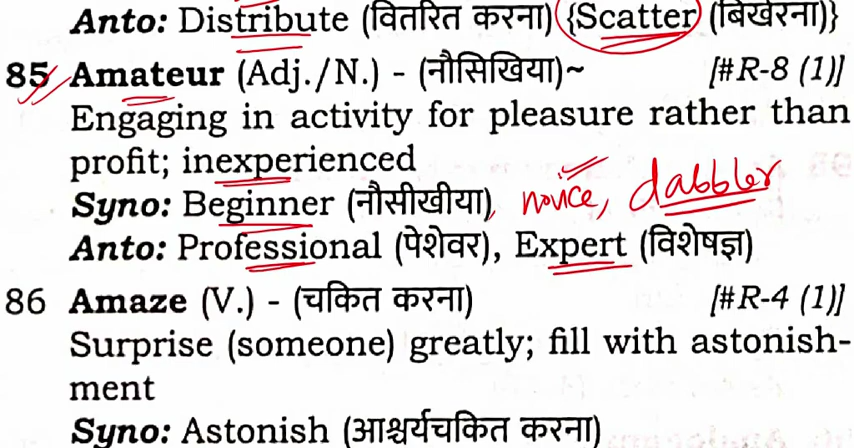 Anto: Distribute (वितरित करना) {Scatter (बिखेरना)}
85 Amateur (Adj./N.) - (नौसिखिया)~ [#R-8 (1)]
Engaging in activity for pleasure rather than
profit; inexperienced
Syno: Beginner (नौसीखीया), novice, dabbler
Anto: Professional (पेशेवर), Expert (विशेषज्ञ)
86 Amaze (V.) - (चकित करना) [#R-4 (1)]
Surprise (someone) greatly; fill with astonish-
ment
Syno: Astonish (आश्चर्यचकित करना)